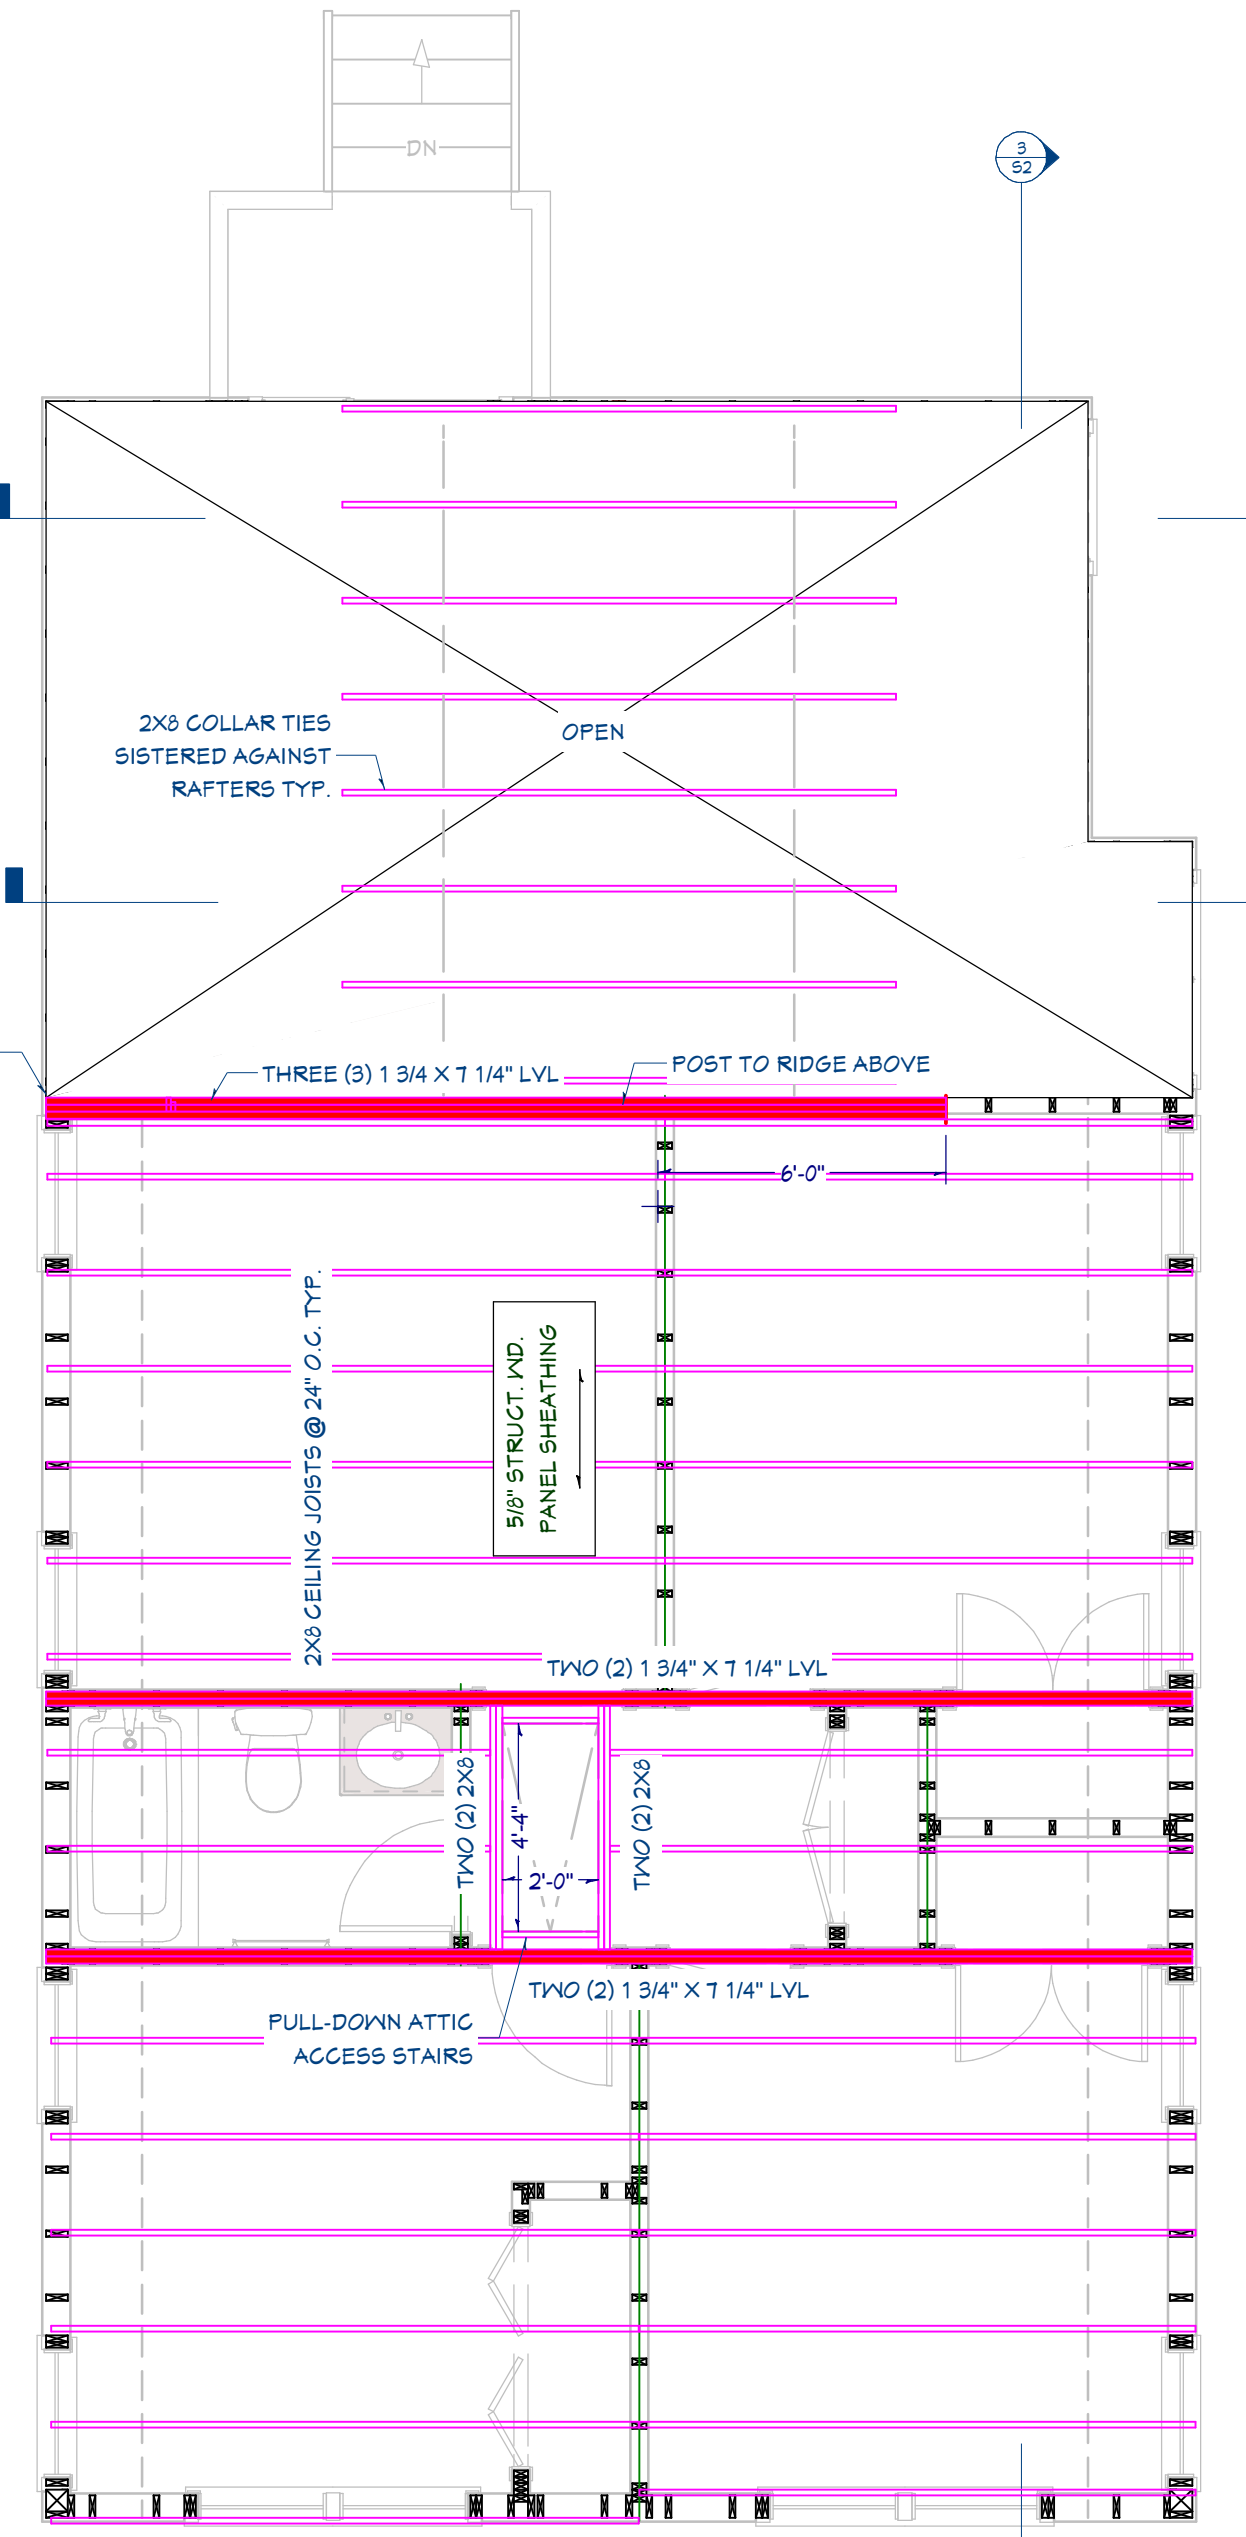 DN
3
S2
2X8 COLLAR TIES
SISTERED AGAINST
RAFTERS TYP.
OPEN
THREE (3) 1 3/4 X 7 1/4" LVL
POST TO RIDGE ABOVE
6'-0"
2X8 CEILING JOISTS @ 24" O.C. TYP.
5/8" STRUCT. WD.
PANEL SHEATHING
TWO (2) 1 3/4" X 7 1/4" LVL
TWO (2) 2X8
4'-4"
2'-0"
TWO (2) 2X8
TWO (2) 1 3/4" X 7 1/4" LVL
PULL-DOWN ATTIC
ACCESS STAIRS